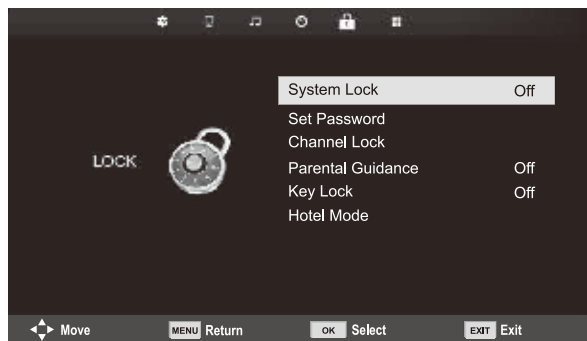 System Lock Off
Set Password
Channel Lock
LOCK
Parental Guidance Off
Key Lock Off
Hotel Mode
Move MENU Return OK Select EXIT Exit